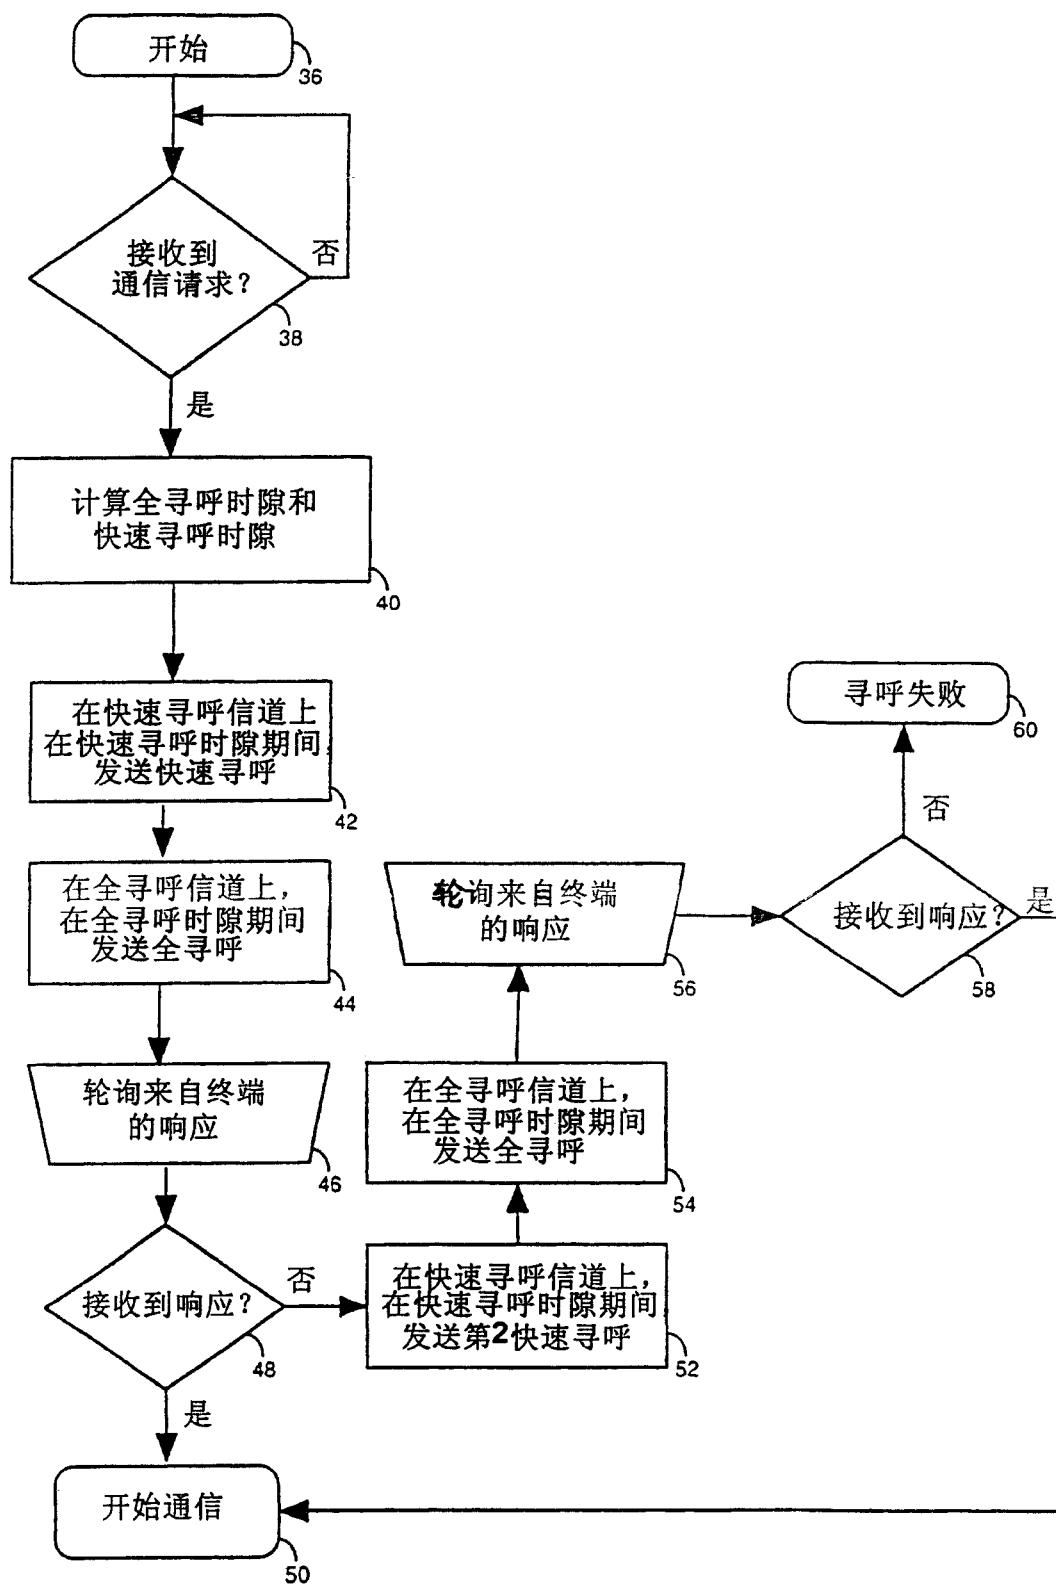 开始
36
接收到
通信请求?
否
38
是
计算全寻呼时隙和
快速寻呼时隙
40
在快速寻呼信道上
在快速寻呼时隙期间,
发送快速寻呼
42
在全寻呼信道上,
在全寻呼时隙期间
发送全寻呼
44
轮询来自终端
的响应
46
接收到响应?
否
48
是
开始通信
50
在快速寻呼信道上,
在快速寻呼时隙期间
发送第2快速寻呼
52
在全寻呼信道上,
在全寻呼时隙期间
发送全寻呼
54
轮询来自终端
的响应
56
接收到响应?
是
58
否
寻呼失败
60